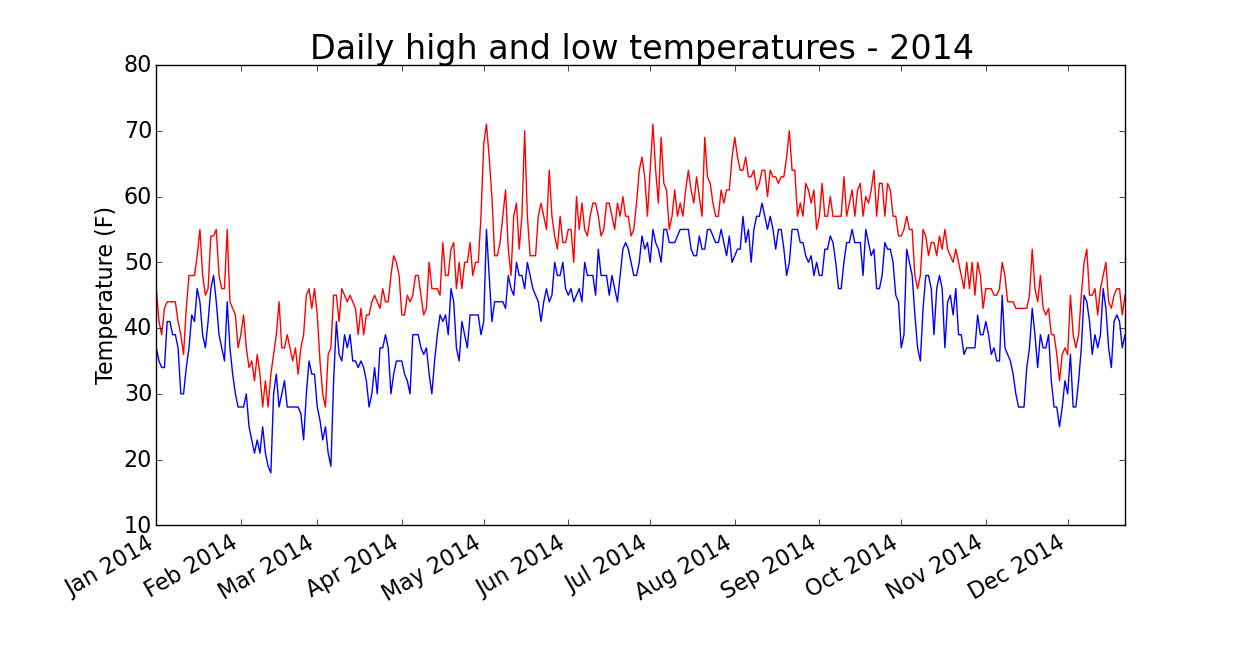 Daily high and low temperatures - 2014
80
70
60
50
40
30
20
10
Temperature (F)
Jan 2014
Feb 2014
Mar 2014
Apr 2014
May 2014
Jun 2014
Jul 2014
Aug 2014
Sep 2014
Oct 2014
Nov 2014
Dec 2014